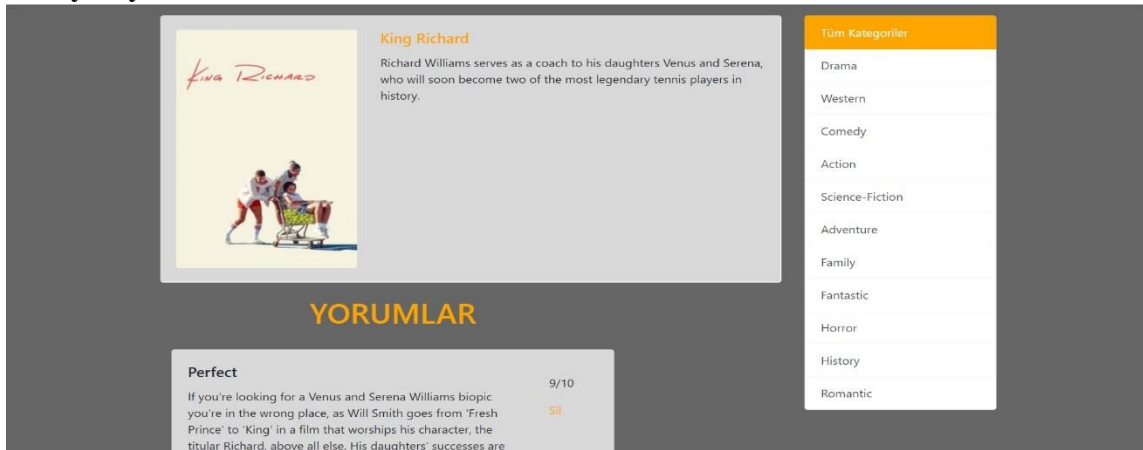 King Richard
KING RICHARD
Richard Williams serves as a coach to his daughters Venus and Serena,
who will soon become two of the most legendary tennis players in
history.
YORUMLAR
Perfect
If you're looking for a Venus and Serena Williams biopic
you're in the wrong place, as Will Smith goes from 'Fresh
Prince' to 'King' in a film that worships his character, the
titular Richard, above all else. His daughters' successes are
9/10
Sil
Tüm Kategoriler
Drama
Western
Comedy
Action
Science-Fiction
Adventure
Family
Fantastic
Horror
History
Romantic